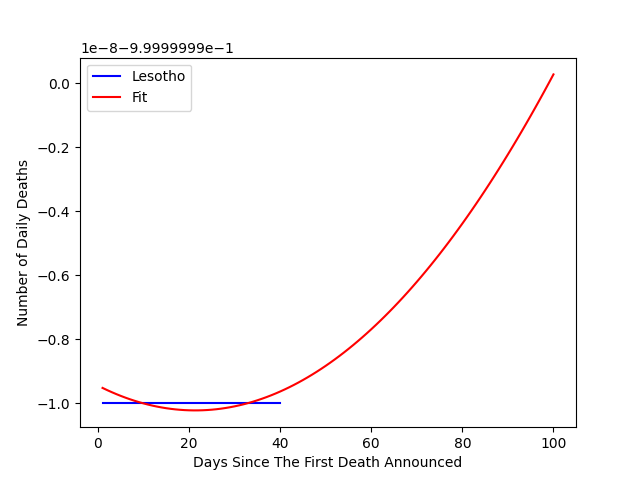 1e−8−9.9999999e−1
Lesotho
Fit
Number of Daily Deaths
0.0
−0.2
−0.4
−0.6
−0.8
−1.0
0 20 40 60 80 100
Days Since The First Death Announced